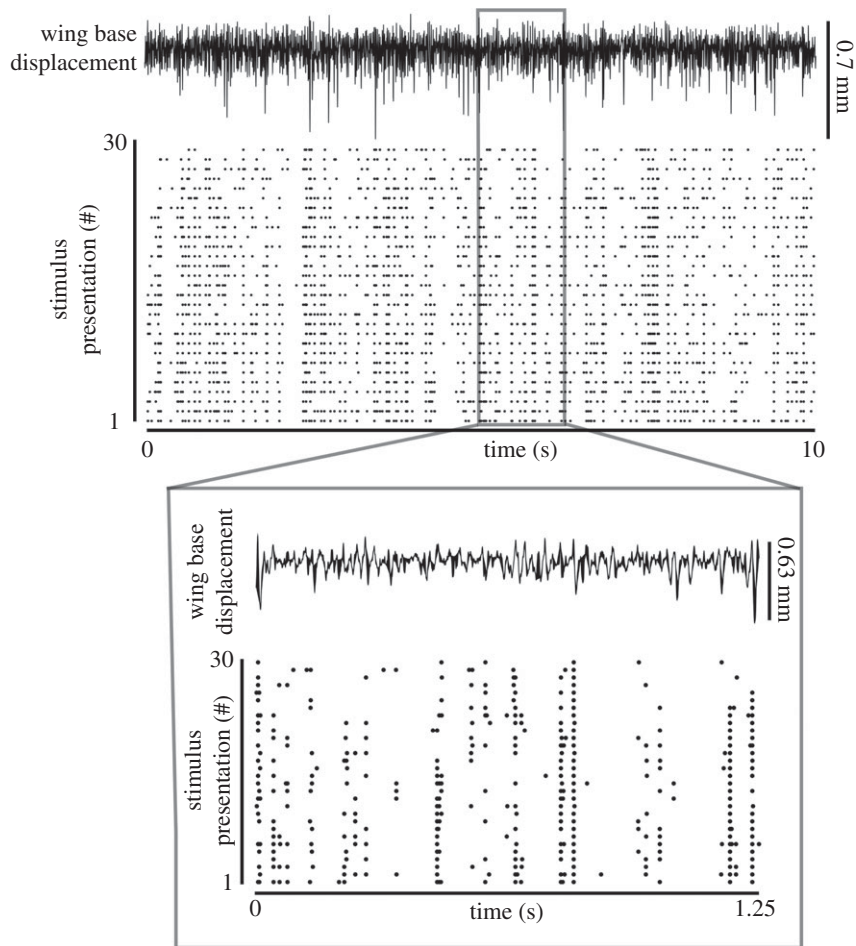 wing base
displacement
0.7 mm
30
stimulus
presentation (#)
1
0
time (s)
10
wing base
displacement
0.63 mm
30
stimulus
presentation (#)
1
0
time (s)
1.25